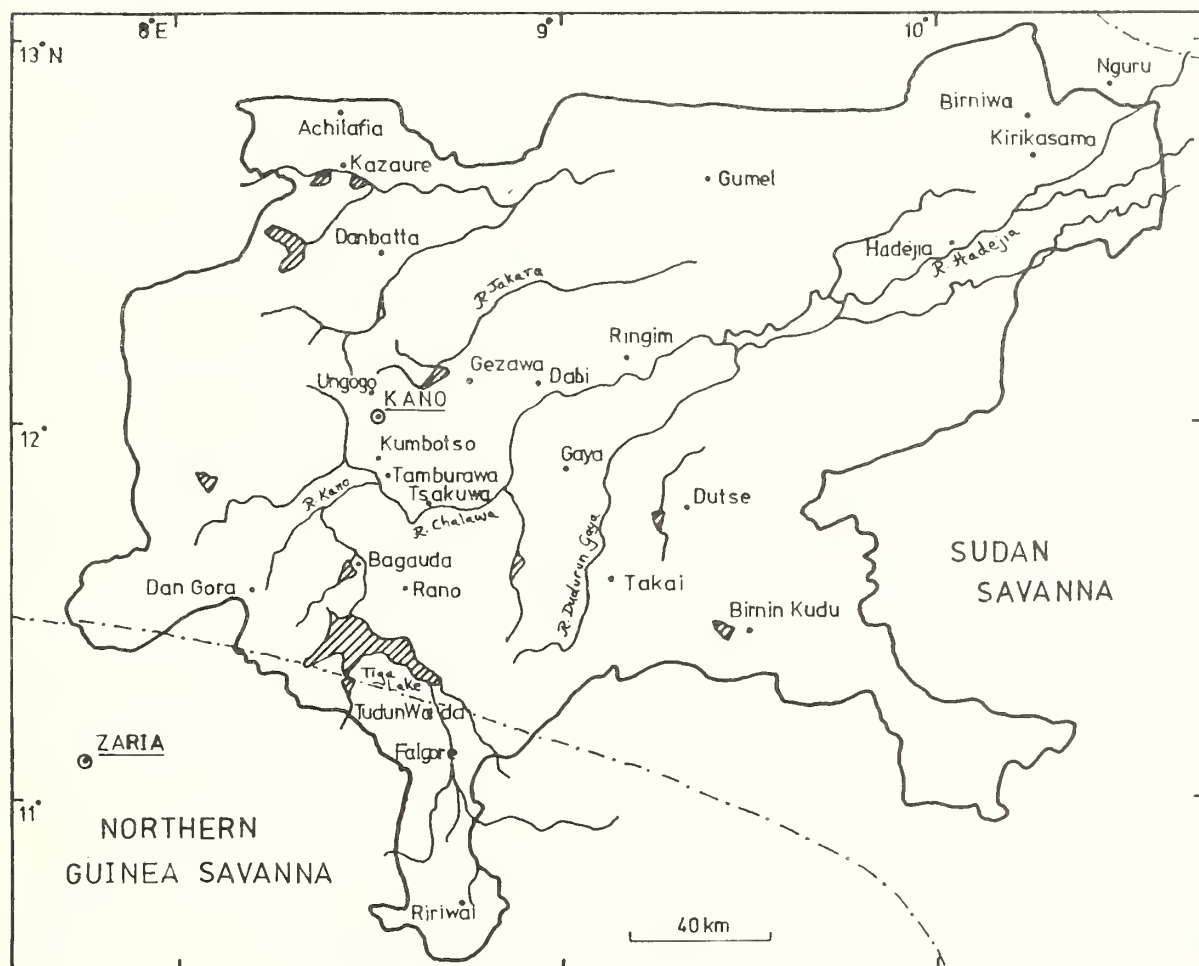 8°E
9°
10°
13°N
Nguru
Birniwa
Achilafia
Kirikasama
Kazaure
Gumel
Danbatta
Hadejia
R. Hadejia
R. Jakara
Ringim
Gezawa
Dabi
Ungogo
KANO
12°
Kumbotso
Gaya
Tamburawa
Tsakuwa
R. Kano
Dutse
R. Chalawa
Bagauda
SUDAN
SAVANNA
Dan Gora
Rano
R. Dudurun Gaya
Takai
Birnin Kudu
Tiga
Lake
Tudun Wada
ZARIA
Falgore
11°
NORTHERN
GUINEA SAVANNA
Ririwai
40 km